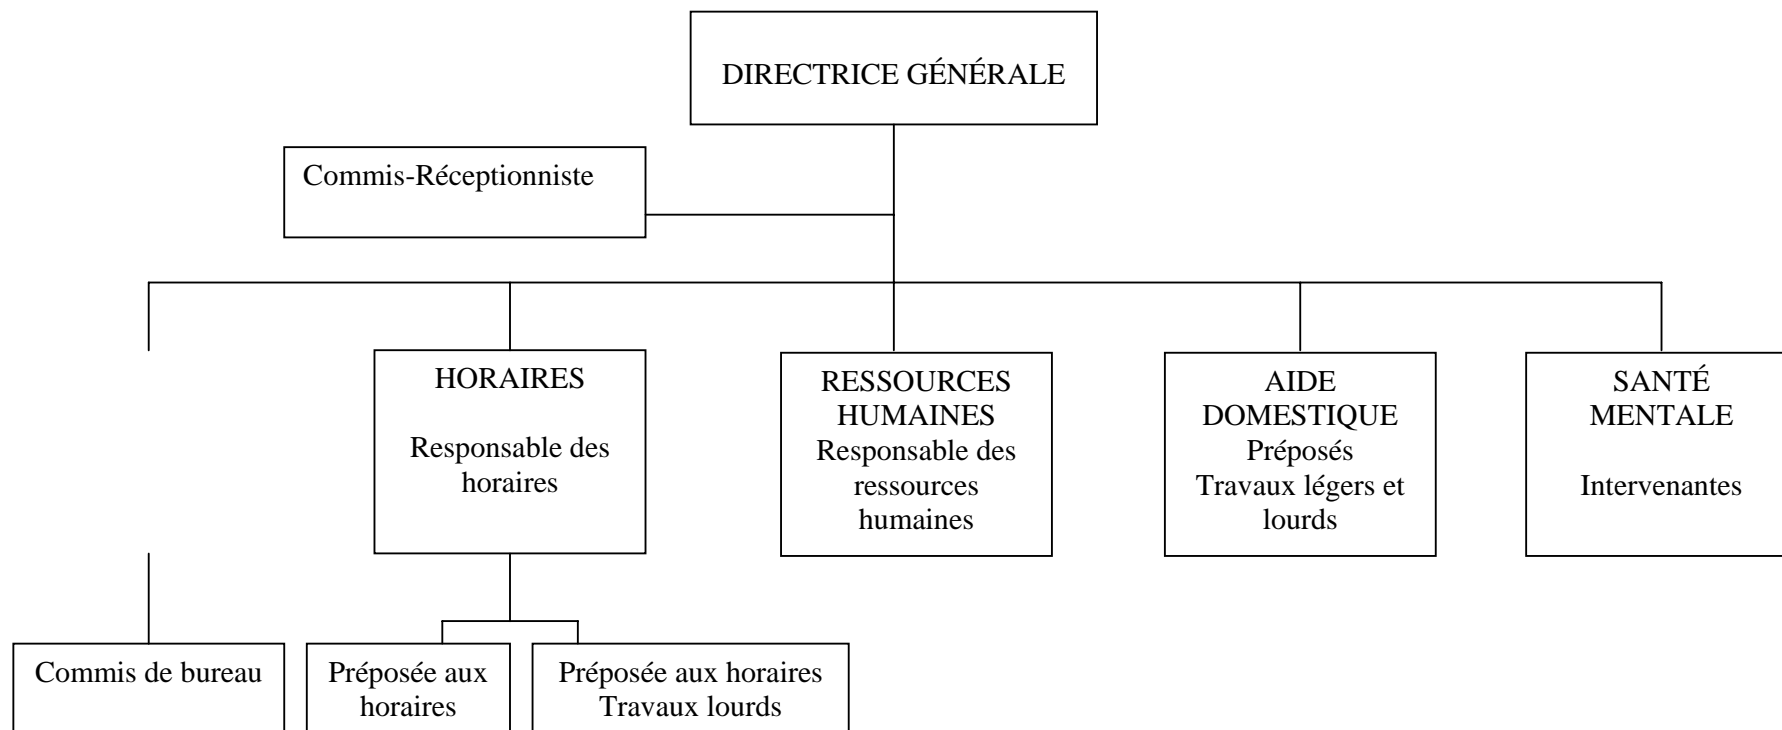 DIRECTRICE GÉNÉRALE
Commis-Réceptionniste
HORAIRES
Responsable des
horaires
RESSOURCES
HUMAINES
Responsable des
ressources
humaines
AIDE
DOMESTIQUE
Préposés
Travaux légers et
lourds
SANTÉ
MENTALE
Intervenantes
Commis de bureau
Préposée aux
horaires
Préposée aux horaires
Travaux lourds